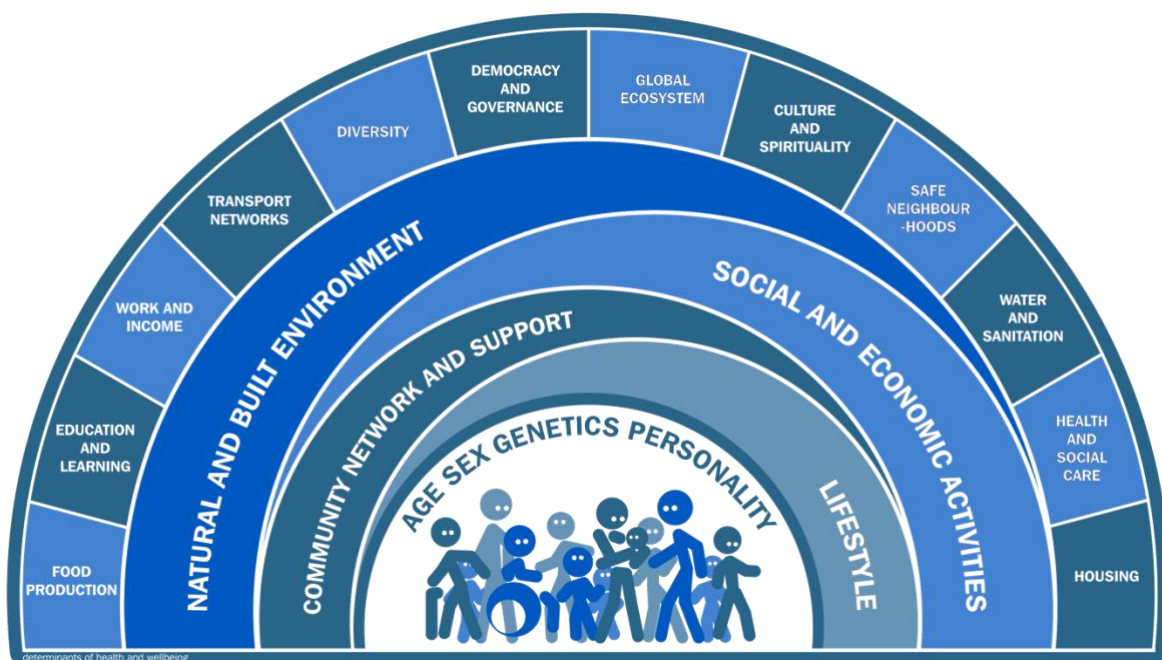 FOOD
PRODUCTION
EDUCATION
AND
LEARNING
WORK AND
INCOME
TRANSPORT
NETWORKS
DIVERSITY
DEMOCRACY
AND
GOVERNANCE
GLOBAL
ECOSYSTEM
CULTURE
AND
SPIRITUALITY
SAFE
NEIGHBOUR
-HOODS
WATER
AND
SANITATION
HEALTH
AND
SOCIAL
CARE
HOUSING
NATURAL AND BUILT ENVIRONMENT
SOCIAL AND ECONOMIC ACTIVITIES
COMMUNITY NETWORK AND SUPPORT
LIFESTYLE
AGE SEX GENETICS PERSONALITY
determinants of health and wellbeing